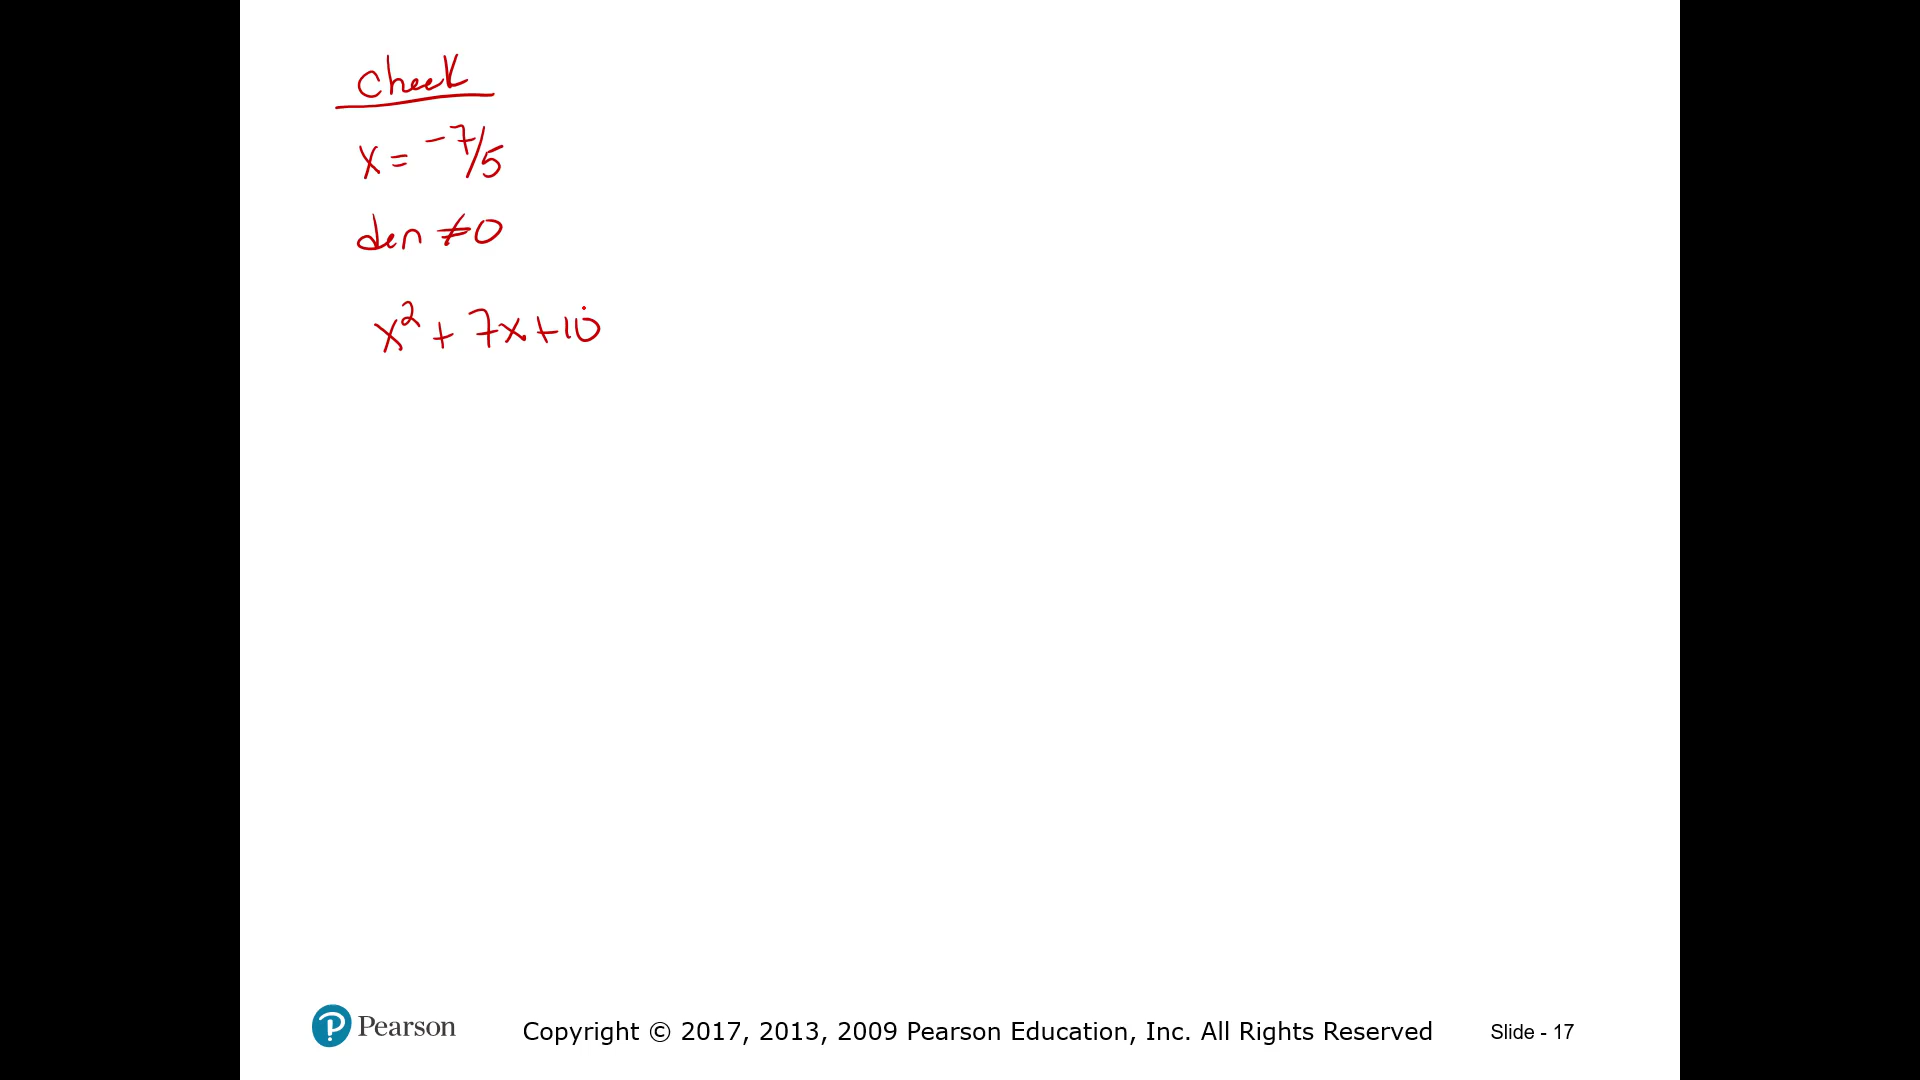 Check
x = -7/5
den ≠ 0
x² + 7x + 10
Pearson
Copyright © 2017, 2013, 2009 Pearson Education, Inc. All Rights Reserved
Slide - 17